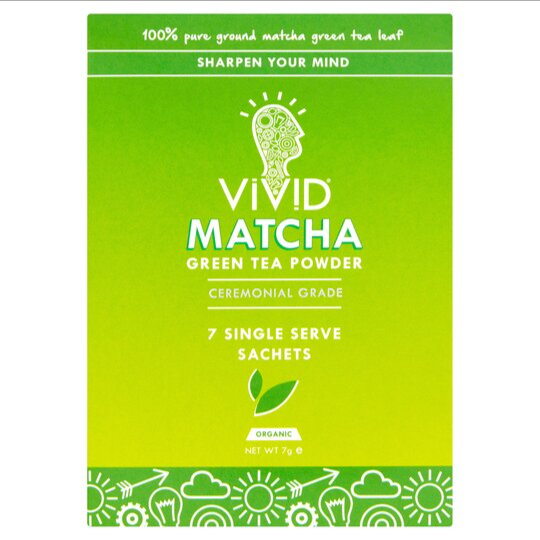 100% pure ground matcha green tea leaf
SHARPEN YOUR MIND
ViViD®
MATCHA
GREEN TEA POWDER
CEREMONIAL GRADE
7 SINGLE SERVE
SACHETS
ORGANIC
NET WT 7g ℮